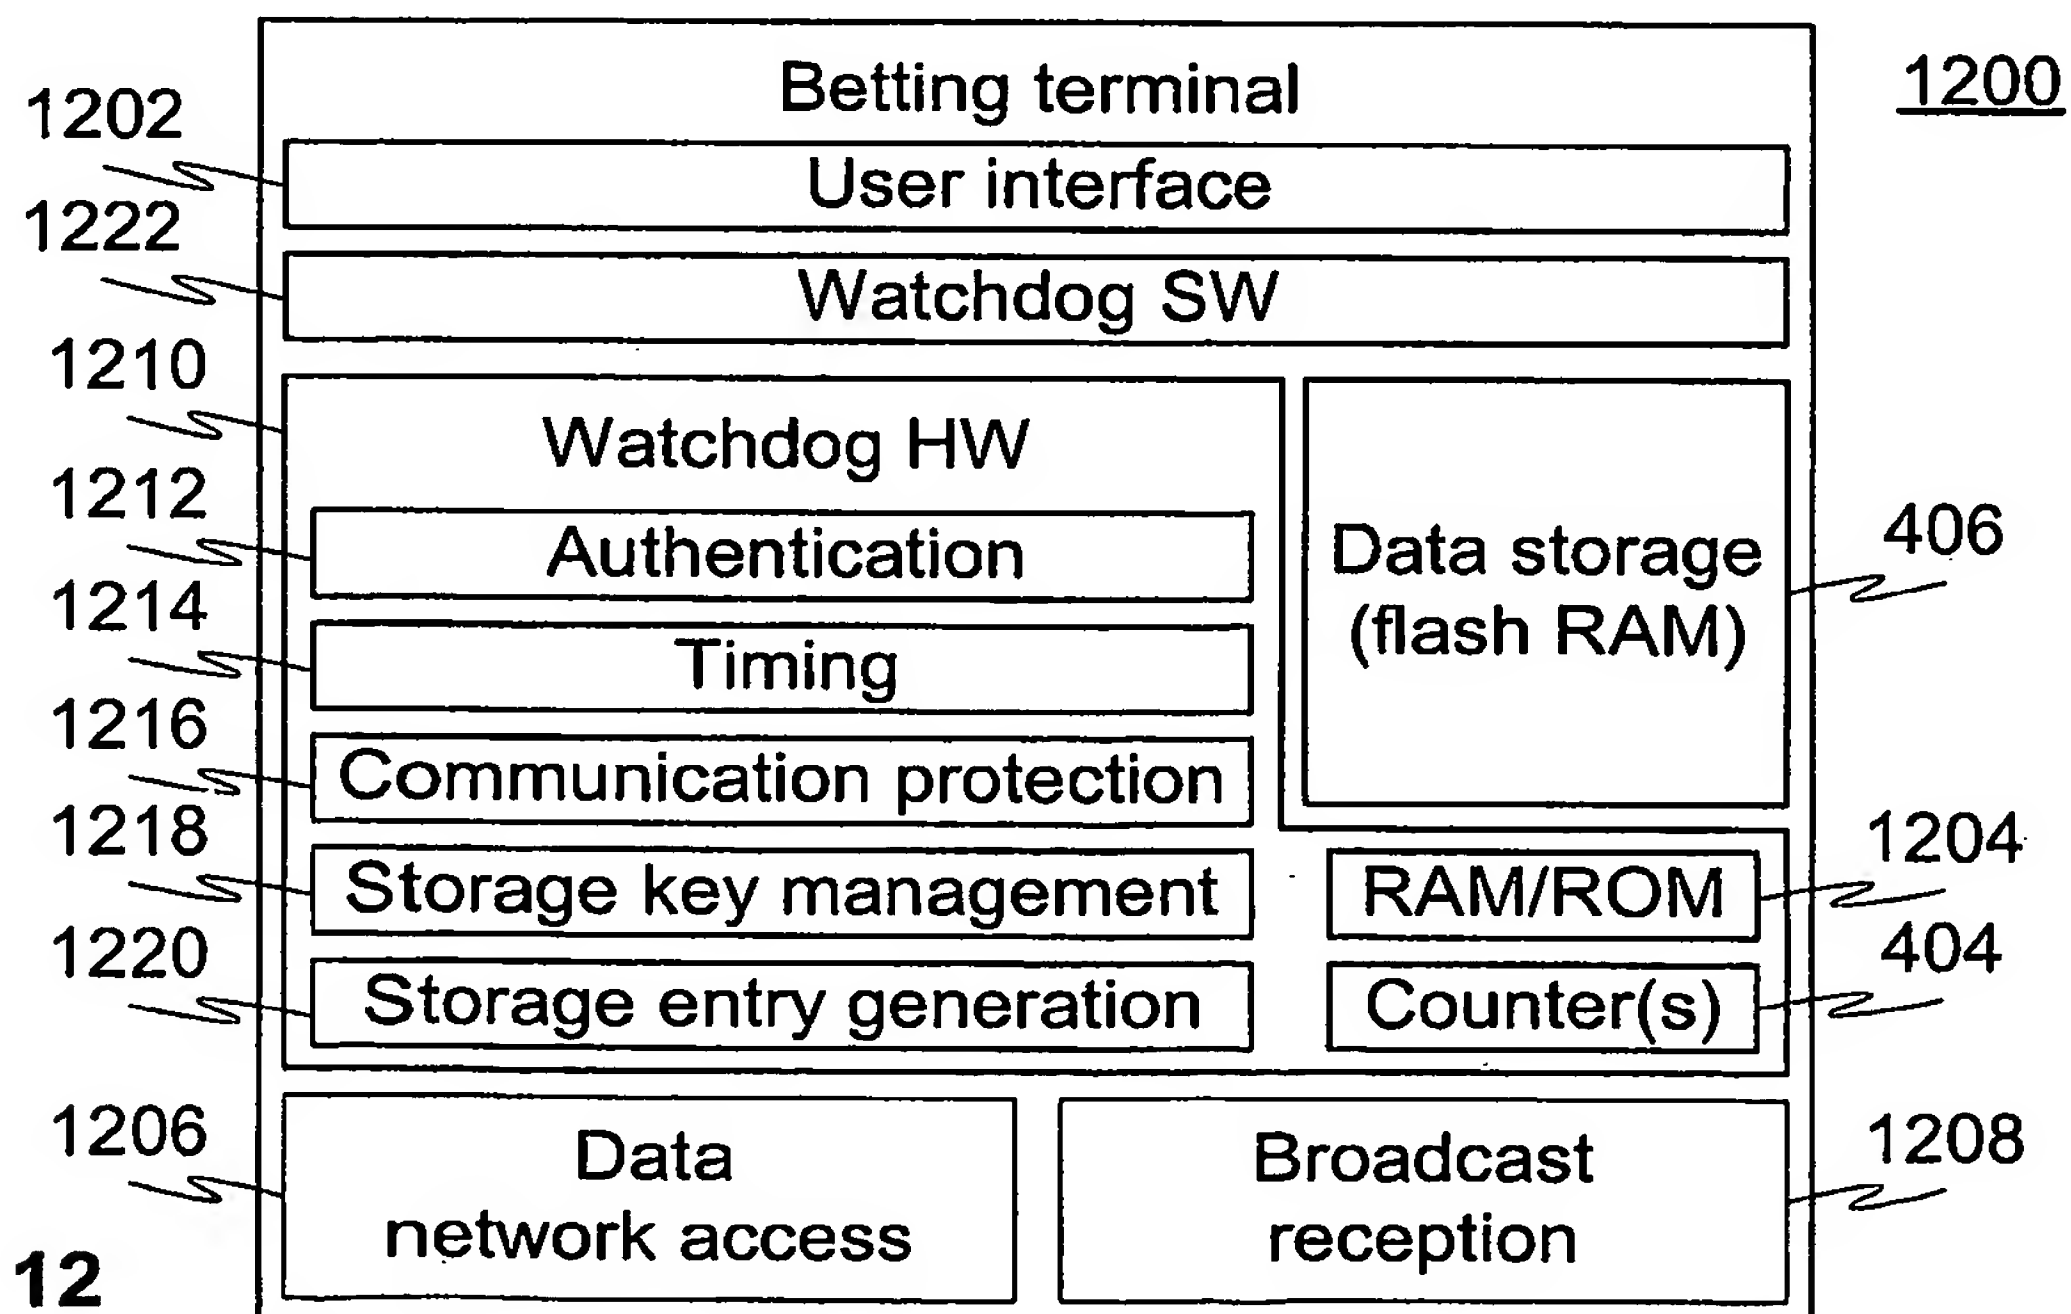 Betting terminal
1200
1202
User interface
1222
Watchdog SW
1210
Watchdog HW
1212
Authentication
1214
Timing
1216
Communication protection
1218
Storage key management
1220
Storage entry generation
Data storage
(flash RAM)
406
RAM/ROM
1204
Counter(s)
404
1206
Data
network access
Broadcast
reception
1208
12